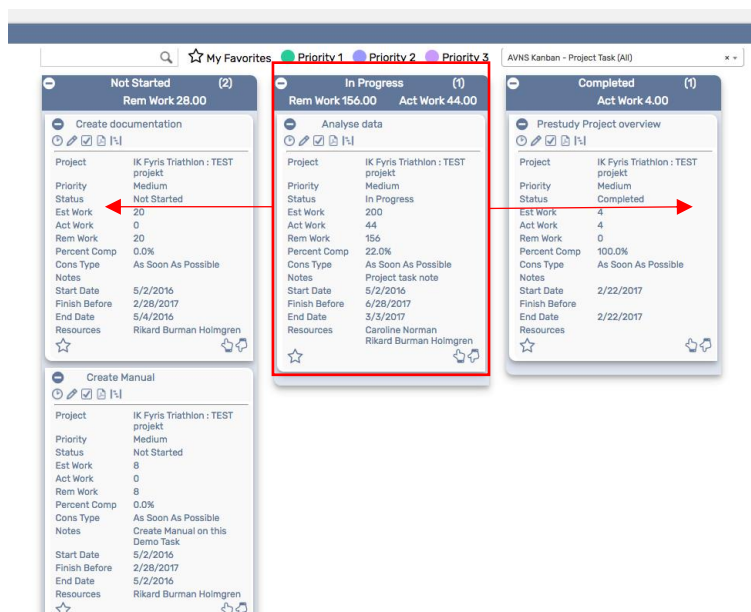 My Favorites Priority 1 Priority 2 Priority 3 AVNS Kanban - Project Task (All)
Not Started (2)
Rem Work 28.00
Create documentation
Project IK Fyris Triathlon : TEST
projekt
Priority Medium
Status Not Started
Est Work 20
Act Work 0
Rem Work 20
Percent Comp 0.0%
Cons Type As Soon As Possible
Notes
Start Date 5/2/2016
Finish Before 2/28/2017
End Date 5/4/2016
Resources Rikard Burman Holmgren
Create Manual
Project IK Fyris Triathlon : TEST
projekt
Priority Medium
Status Not Started
Est Work 8
Act Work 0
Rem Work 8
Percent Comp 0.0%
Cons Type As Soon As Possible
Notes Create Manual on this
Demo Task
Start Date 5/2/2016
Finish Before 2/28/2017
End Date 5/2/2016
Resources Rikard Burman Holmgren
In Progress (1)
Rem Work 156.00 Act Work 44.00
Analyse data
Project IK Fyris Triathlon : TEST
projekt
Priority Medium
Status In Progress
Est Work 200
Act Work 44
Rem Work 156
Percent Comp 22.0%
Cons Type As Soon As Possible
Notes Project task note
Start Date 5/2/2016
Finish Before 6/28/2017
End Date 3/3/2017
Resources Caroline Norman
Rikard Burman Holmgren
Completed (1)
Act Work 4.00
Prestudy Project overview
Project IK Fyris Triathlon : TEST
projekt
Priority Medium
Status Completed
Est Work 4
Act Work 4
Rem Work 0
Percent Comp 100.0%
Cons Type As Soon As Possible
Notes
Start Date 2/22/2017
Finish Before
End Date 2/22/2017
Resources